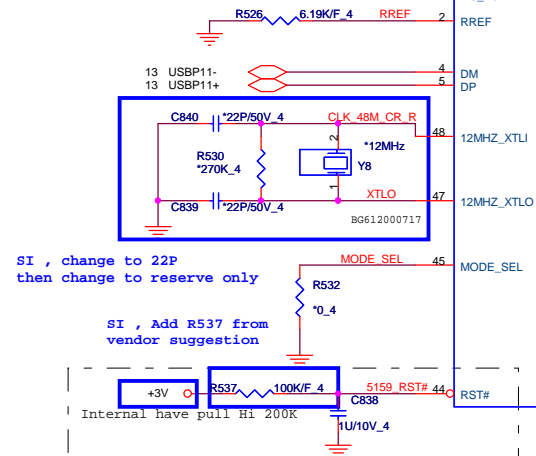 R526 6.19K/F_4 RREF 2 RREF
13 USBP11- 4 DM
13 USBP11+ 5 DP
C840 *22P/50V_4 CLK_48M_CR_R
48 12MHZ_XTLI
2 *12MHz
R530
*270K_4
Y8
1
XTLO 47 12MHZ_XTLO
C839 *22P/50V_4
BG612000717
SI , change to 22P
then change to reserve only
MODE_SEL 45 MODE_SEL
R532
*0_4
SI , Add R537 from
vendor suggestion
+3V R537 100K/F_4 5159_RST# 44 RST#
C838
Internal have pull Hi 200K
1U/10V_4